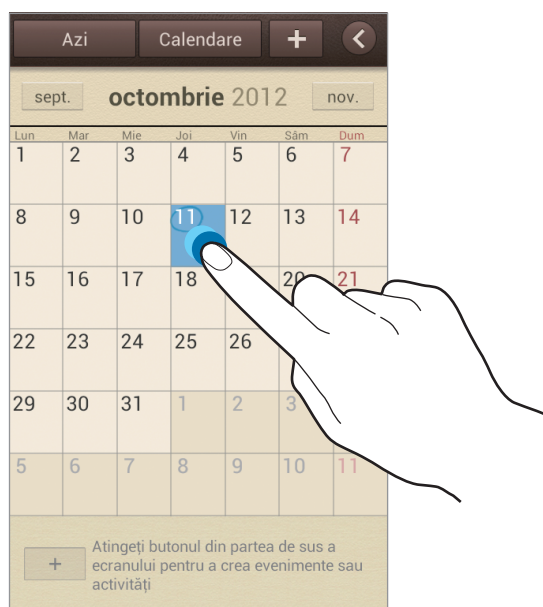 Azi Calendare +
sept. octombrie 2012 nov.
Lun Mar Mie Joi Vin Sâm Dum
1 2 3 4 5 6 7
8 9 10 11 12 13 14
15 16 17 18 20 21
22 23 24 25 26
29 30 31 1 2 3
5 6 7 8 9 10 11
+ Atingeți butonul din partea de sus a
ecranului pentru a crea evenimente sau
activități